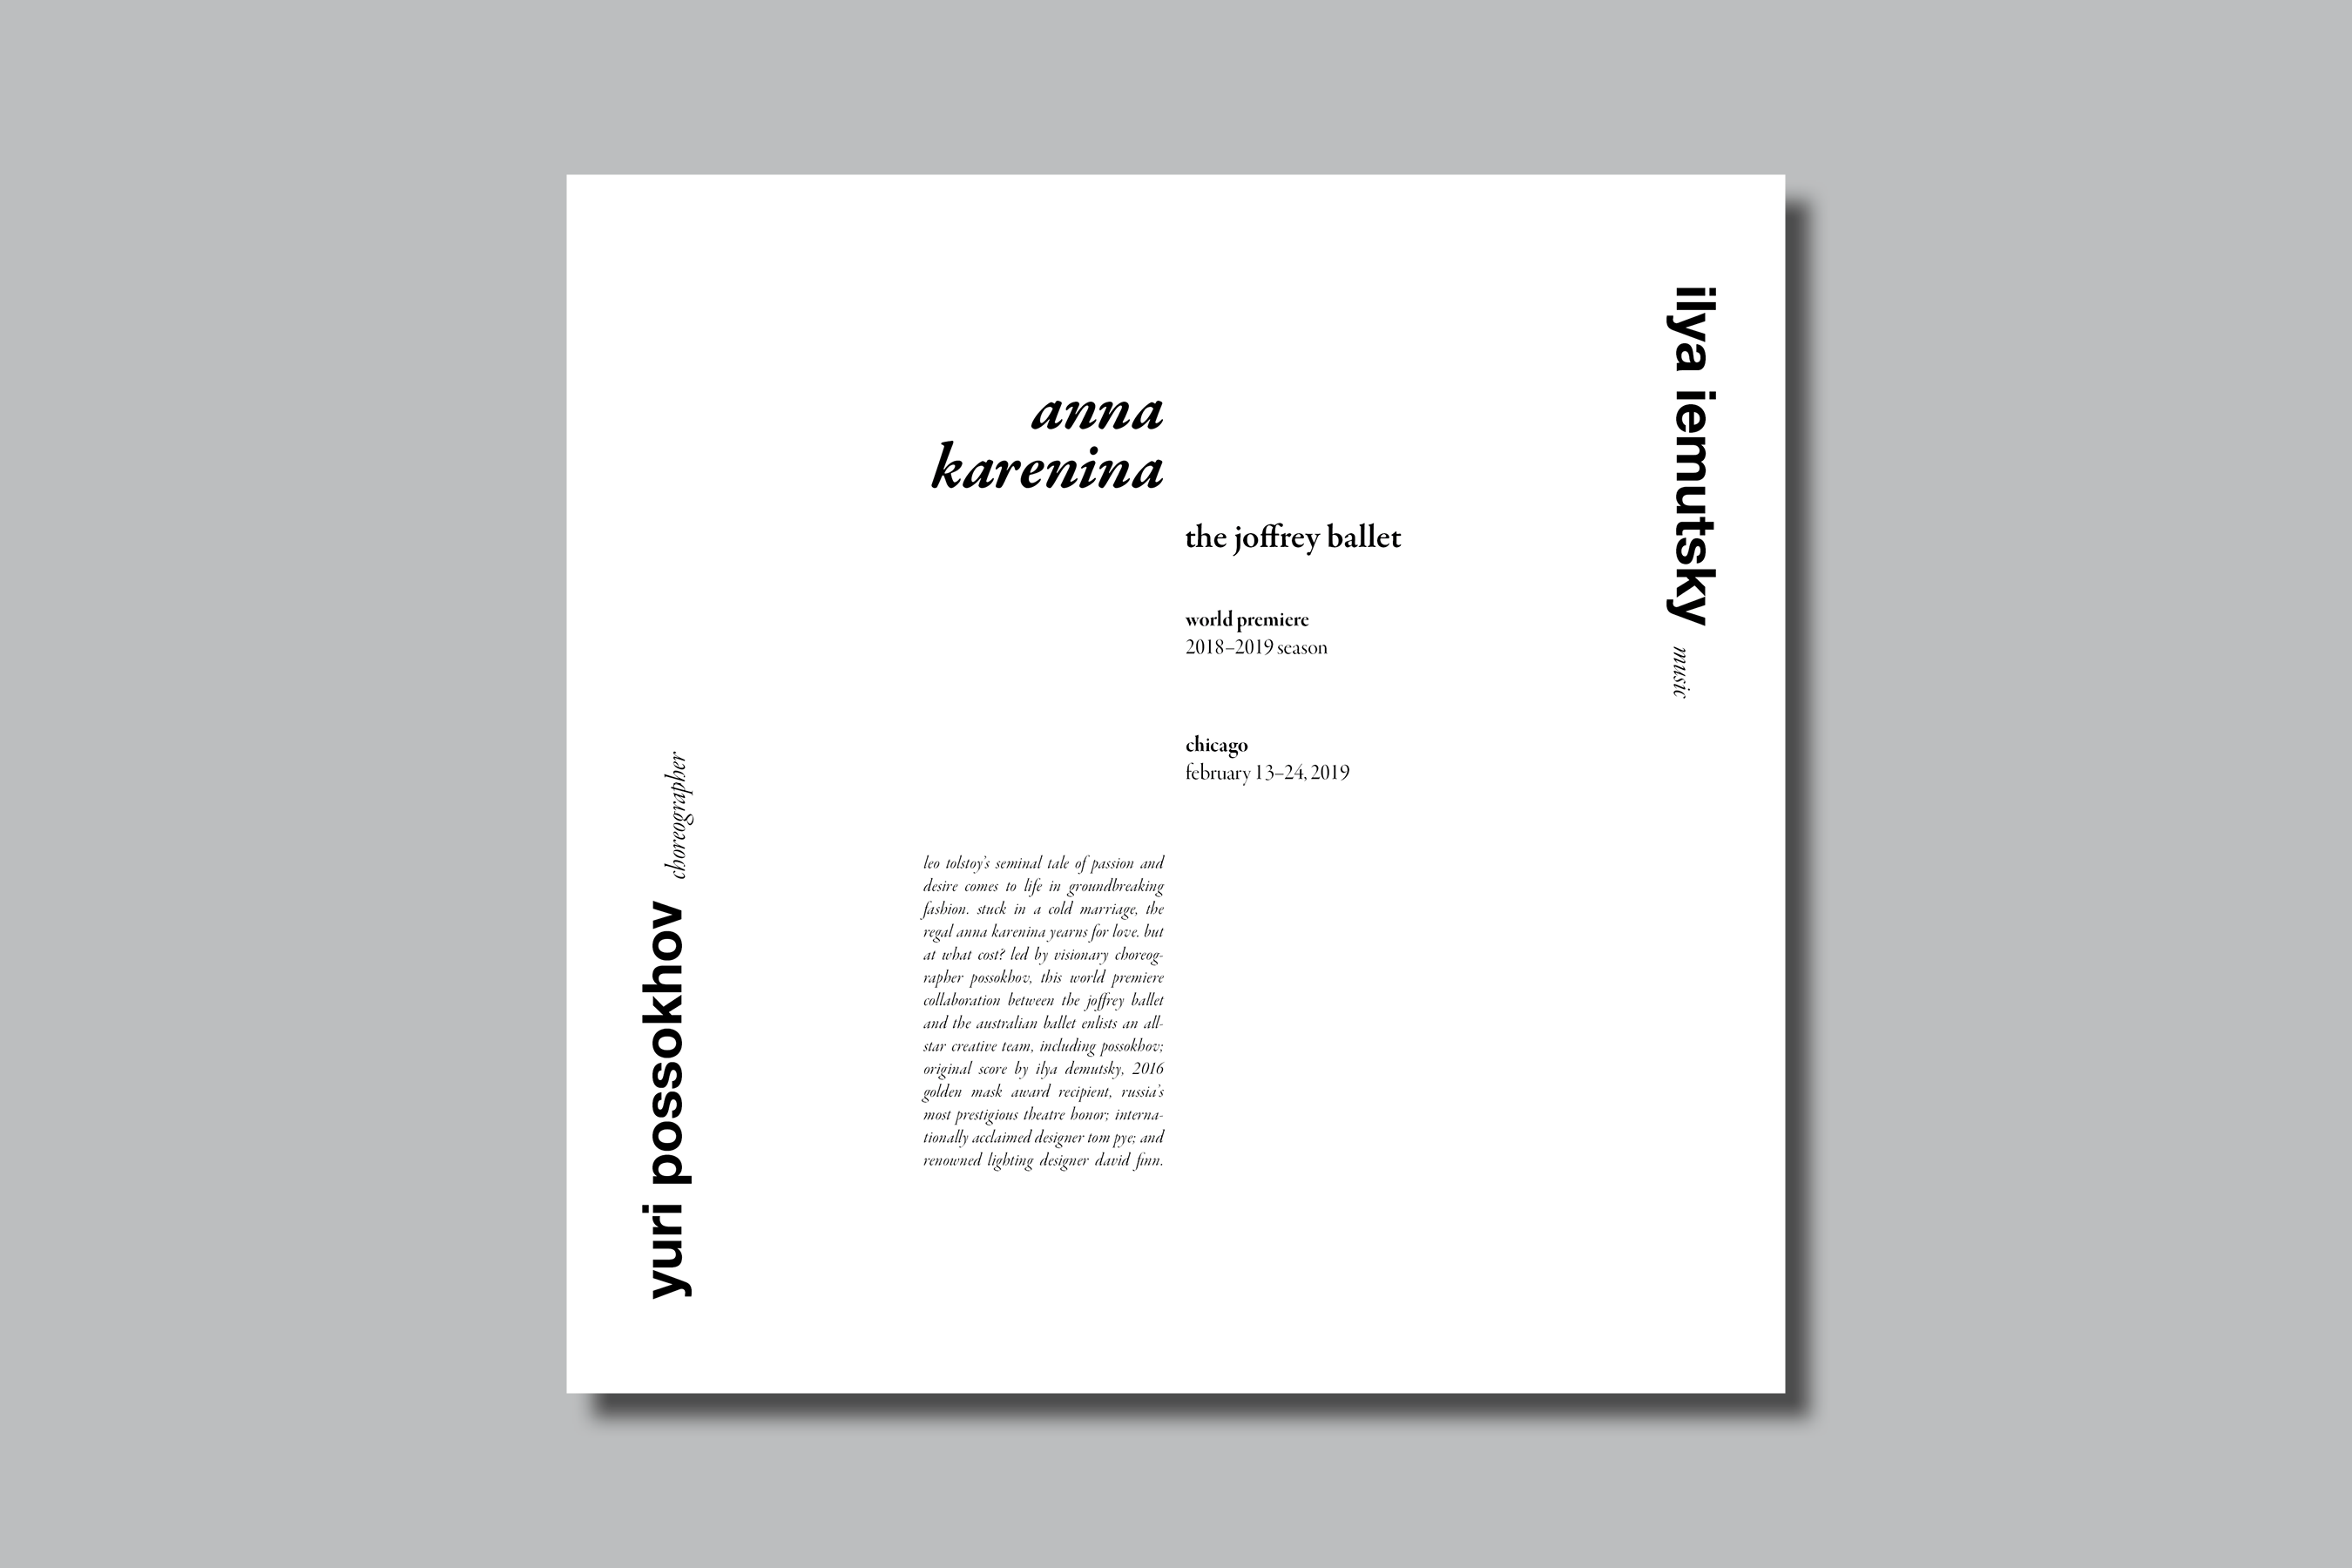 anna
karenina
the joffrey ballet
world premiere
2018–2019 season
chicago
february 13–24, 2019
leo tolstoy's seminal tale of passion and
desire comes to life in groundbreaking
fashion. stuck in a cold marriage, the
regal anna karenina yearns for love. but
at what cost? led by visionary choreog-
rapher possokhov, this world premiere
collaboration between the joffrey ballet
and the australian ballet enlists an all-
star creative team, including possokhov;
original score by ilya demutsky, 2016
golden mask award recipient, russia's
most prestigious theatre honor; interna-
tionally acclaimed designer tom pye; and
renowned lighting designer david finn.
yuri possokhov choreographer
ilya iemutsky music